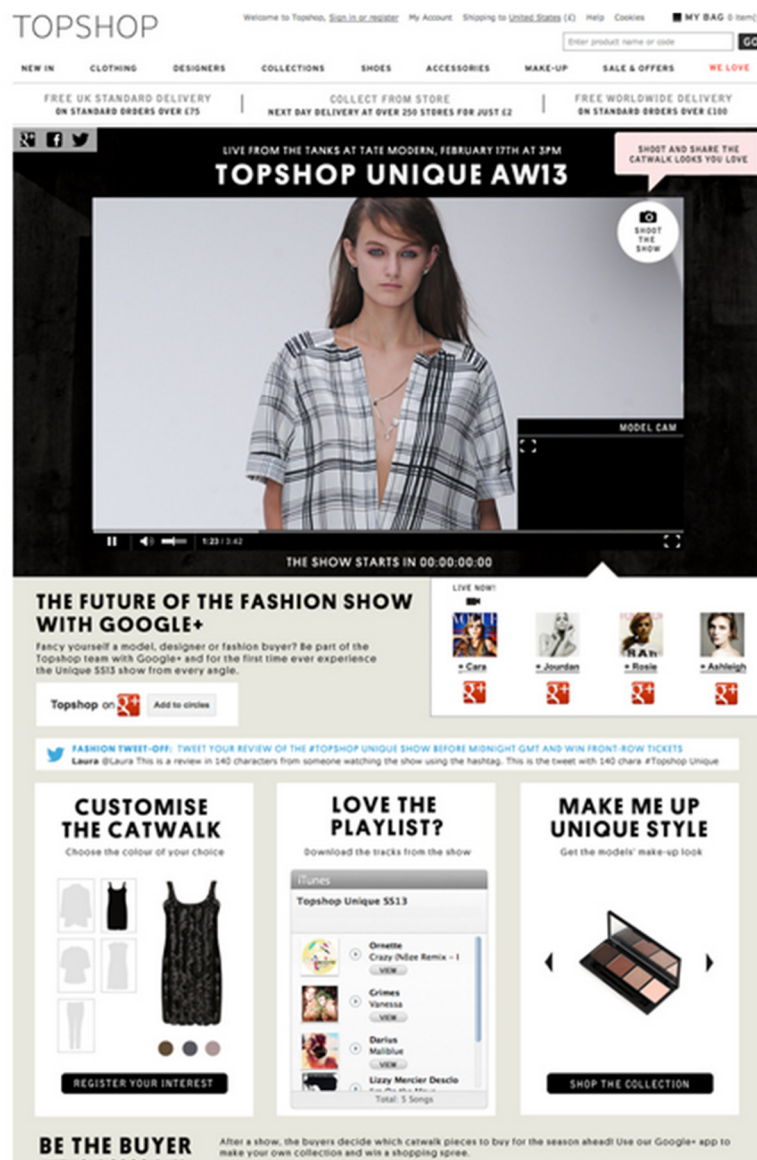 TOPSHOP
Welcome to Topshop, Sign in or register My Account Shipping to United States (£) Help Cookies MY BAG 0 item(
Enter product name or code GO
NEW IN CLOTHING DESIGNERS COLLECTIONS SHOES ACCESSORIES MAKE-UP SALE & OFFERS WE LOVE
FREE UK STANDARD DELIVERY
ON STANDARD ORDERS OVER £75
COLLECT FROM STORE
NEXT DAY DELIVERY AT OVER 250 STORES FOR JUST £2
FREE WORLDWIDE DELIVERY
ON STANDARD ORDERS OVER £100
LIVE FROM THE TANKS AT TATE MODERN, FEBRUARY 17TH AT 3PM
TOPSHOP UNIQUE AW13
SHOOT AND SHARE THE
CATWALK LOOKS YOU LOVE
SHOOT
THE
SHOW
MODEL CAM
1:23 / 3:42
THE SHOW STARTS IN 00:00:00:00
THE FUTURE OF THE FASHION SHOW
WITH GOOGLE+
Fancy yourself a model, designer or fashion buyer? Be part of the
Topshop team with Google+ and for the first time ever experience
the Unique SS13 show from every angle.
Topshop on g+ Add to circles
LIVE NOW!
VOGUE
+ Cara + Jourdan + Rosie + Ashleigh
g+ g+ g+ g+
FASHION TWEET-OFF: TWEET YOUR REVIEW OF THE #TOPSHOP UNIQUE SHOW BEFORE MIDNIGHT GMT AND WIN FRONT-ROW TICKETS
Laura @Laura This is a review in 140 characters from someone watching the show using the hashtag. This is the tweet with 140 chara #Topshop Unique
CUSTOMISE
THE CATWALK
Choose the colour of your choice
REGISTER YOUR INTEREST
LOVE THE
PLAYLIST?
Download the tracks from the show
iTunes
Topshop Unique SS13
Ornette
Crazy (Nôze Remix - I
VIEW
Grimes
Vanessa
VIEW
Darius
Maliblue
VIEW
Lizzy Mercier Desclo
Total: 5 Songs
MAKE ME UP
UNIQUE STYLE
Get the models' make-up look
SHOP THE COLLECTION
BE THE BUYER
After a show, the buyers decide which catwalk pieces to buy for the season ahead! Use our Google+ app to
make your own collection and win a shopping spree.